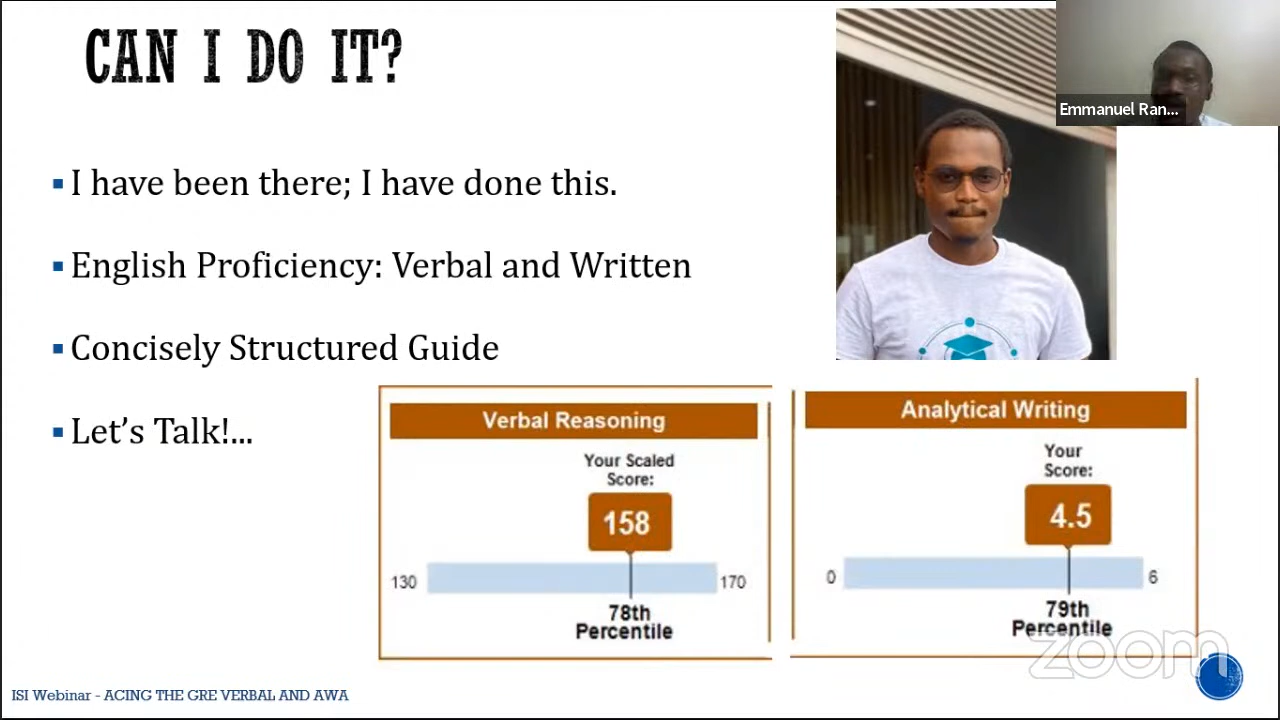 CAN I DO IT?
Emmanuel Ran...
I have been there; I have done this.
English Proficiency: Verbal and Written
Concisely Structured Guide
Let's Talk!...
Verbal Reasoning
Your Scaled
Score:
158
130
170
78th
Percentile
Analytical Writing
Your
Score:
4.5
0
6
79th
Percentile
zoom
ISI Webinar - ACING THE GRE VERBAL AND AWA